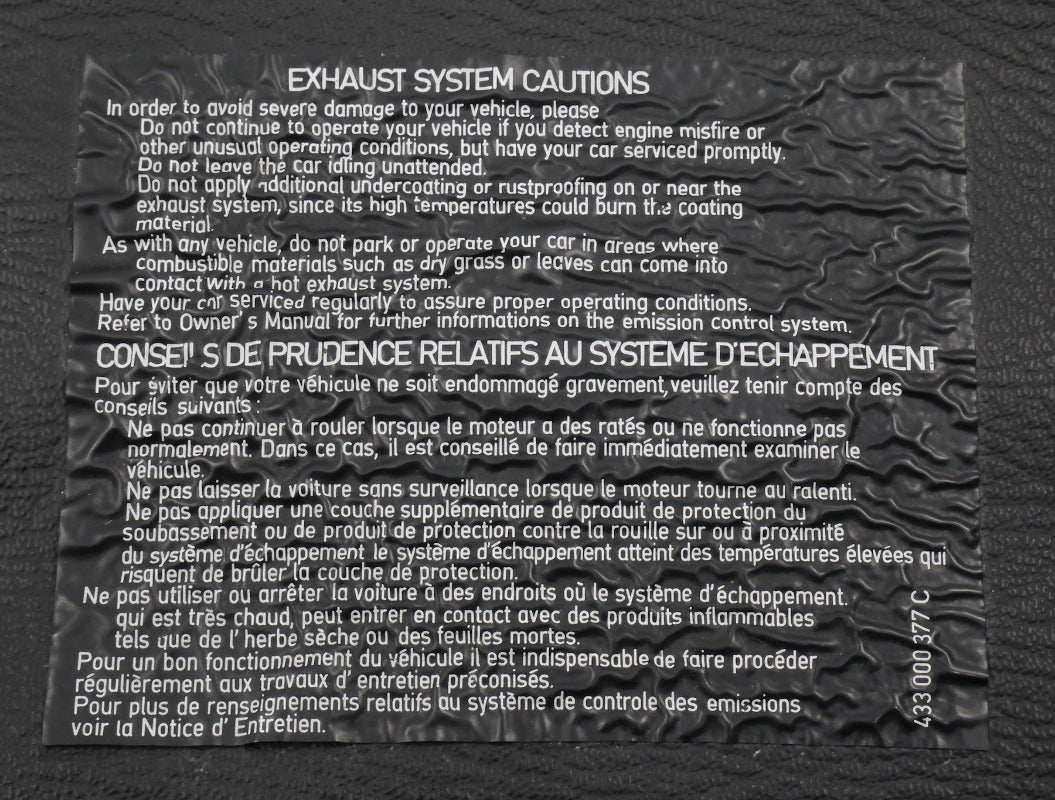 EXHAUST SYSTEM CAUTIONS
In order to avoid severe damage to your vehicle, please
Do not continue to operate your vehicle if you detect engine misfire or
other unusual operating conditions, but have your car serviced promptly.
Do not leave the car idling unattended.
Do not apply additional undercoating or rustproofing on or near the
exhaust system, since its high temperatures could burn the coating
material.
As with any vehicle, do not park or operate your car in areas where
combustible materials such as dry grass or leaves can come into
contact with a hot exhaust system.
Have your car serviced regularly to assure proper operating conditions.
Refer to Owner's Manual for further informations on the emission control system.
CONSEILS DE PRUDENCE RELATIFS AU SYSTEME D'ECHAPPEMENT
Pour éviter que votre véhicule ne soit endommagé gravement, veuillez tenir compte des
conseils suivants :
Ne pas continuer à rouler lorsque le moteur a des ratés ou ne fonctionne pas
normalement. Dans ce cas, il est conseillé de faire immédiatement examiner le
véhicule.
Ne pas laisser la voiture sans surveillance lorsque le moteur tourne au ralenti.
Ne pas appliquer une couche supplémentaire de produit de protection du
soubassement ou de produit de protection contre la rouille sur ou à proximité
du système d'échappement le système d'échappement atteint des températures élevées qui
risquent de brûler la couche de protection.
Ne pas utiliser ou arrêter la voiture à des endroits où le système d'échappement.
qui est très chaud, peut entrer en contact avec des produits inflammables
tels que de l'herbe sèche ou des feuilles mortes.
Pour un bon fonctionnement du véhicule il est indispensable de faire procéder
régulièrement aux travaux d'entretien préconisés.
Pour plus de renseignements relatifs au système de controle des emissions
voir la Notice d'Entretien.
433 000 3777 C